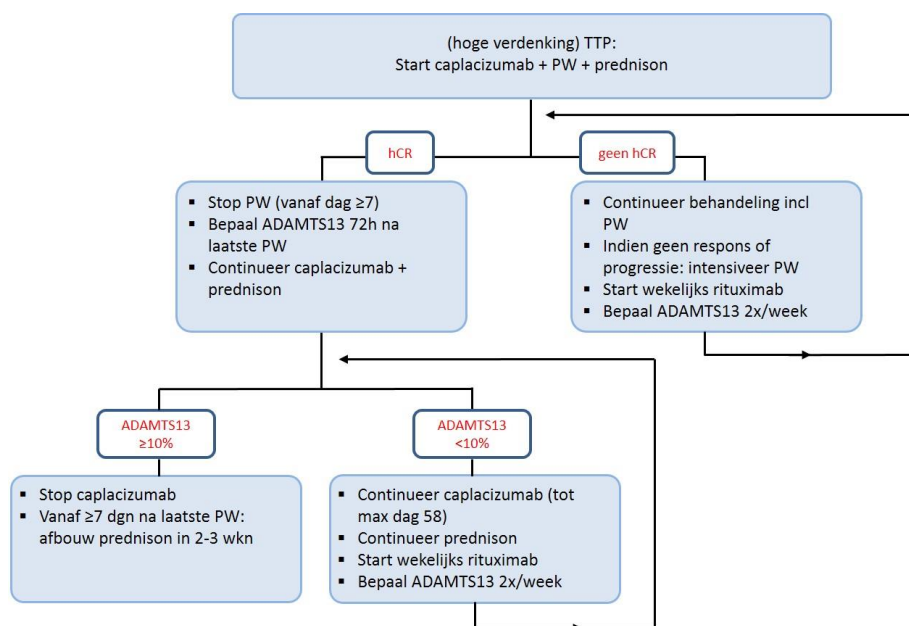 (hoge verdenking) TTP:
Start caplacizumab + PW + prednison
hCR
geen hCR
▪ Stop PW (vanaf dag ≥7)
▪ Bepaal ADAMTS13 72h na
laatste PW
▪ Continueer caplacizumab +
prednison
▪ Continueer behandeling incl
PW
▪ Indien geen respons of
progressie: intensiveer PW
▪ Start wekelijks rituximab
▪ Bepaal ADAMTS13 2x/week
ADAMTS13
≥10%
ADAMTS13
<10%
▪ Stop caplacizumab
▪ Vanaf ≥7 dgn na laatste PW:
afbouw prednison in 2-3 wkn
▪ Continueer caplacizumab (tot
max dag 58)
▪ Continueer prednison
▪ Start wekelijks rituximab
▪ Bepaal ADAMTS13 2x/week